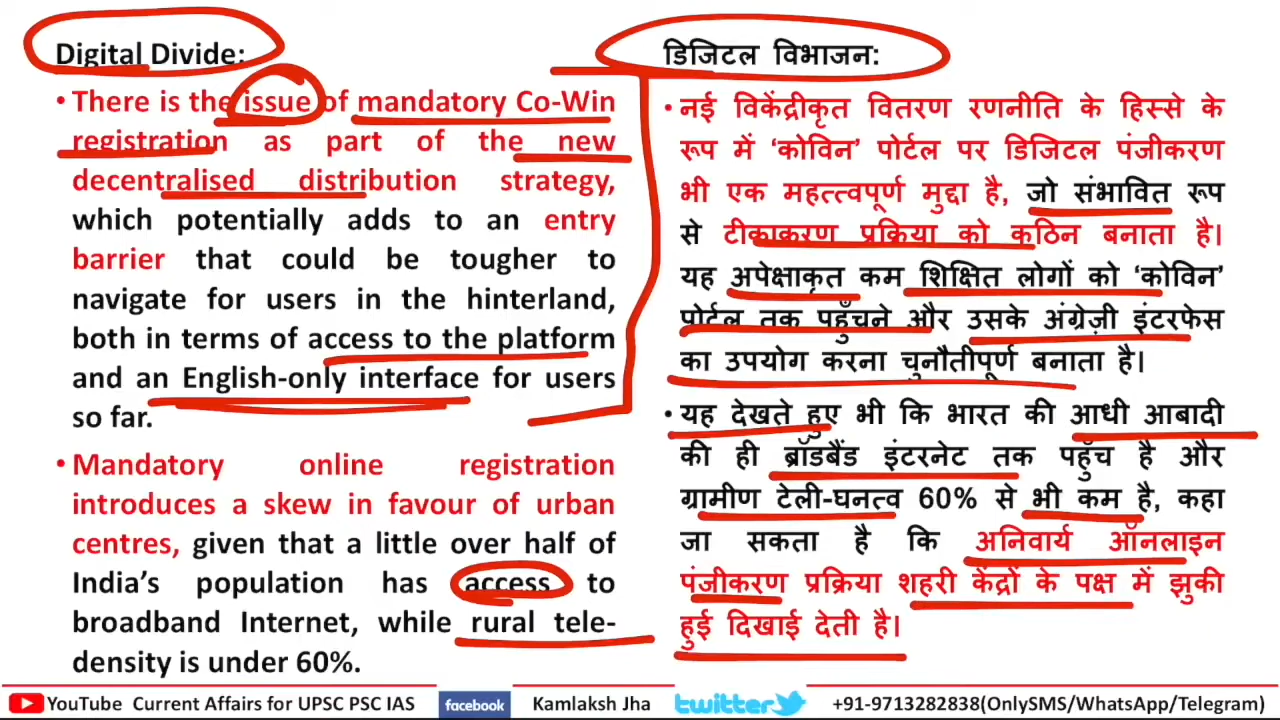 Digital Divide:
• There is the issue of mandatory Co-Win
registration as part of the new
decentralised distribution strategy,
which potentially adds to an entry
barrier that could be tougher to
navigate for users in the hinterland,
both in terms of access to the platform
and an English-only interface for users
so far.
• Mandatory online registration
introduces a skew in favour of urban
centres, given that a little over half of
India's population has access to
broadband Internet, while rural tele-
density is under 60%.
डिजिटल विभाजन:
• नई विकेंद्रीकृत वितरण रणनीति के हिस्से के
रूप में ‘कोविन’ पोर्टल पर डिजिटल पंजीकरण
भी एक महत्त्वपूर्ण मुद्दा है, जो संभावित रूप
से टीकाकरण प्रक्रिया को कठिन बनाता है।
यह अपेक्षाकृत कम शिक्षित लोगों को ‘कोविन’
पोर्टल तक पहुँचने और उसके अंग्रेज़ी इंटरफेस
का उपयोग करना चुनौतीपूर्ण बनाता है।
• यह देखते हुए भी कि भारत की आधी आबादी
की ही ब्रॉडबैंड इंटरनेट तक पहुँच है और
ग्रामीण टेली-घनत्व 60% से भी कम है, कहा
जा सकता है कि अनिवार्य ऑनलाइन
पंजीकरण प्रक्रिया शहरी केंद्रों के पक्ष में झुकी
हुई दिखाई देती है।
YouTube Current Affairs for UPSC PSC IAS facebook Kamlaksh Jha twitter +91-9713282838(OnlySMS/WhatsApp/Telegram)